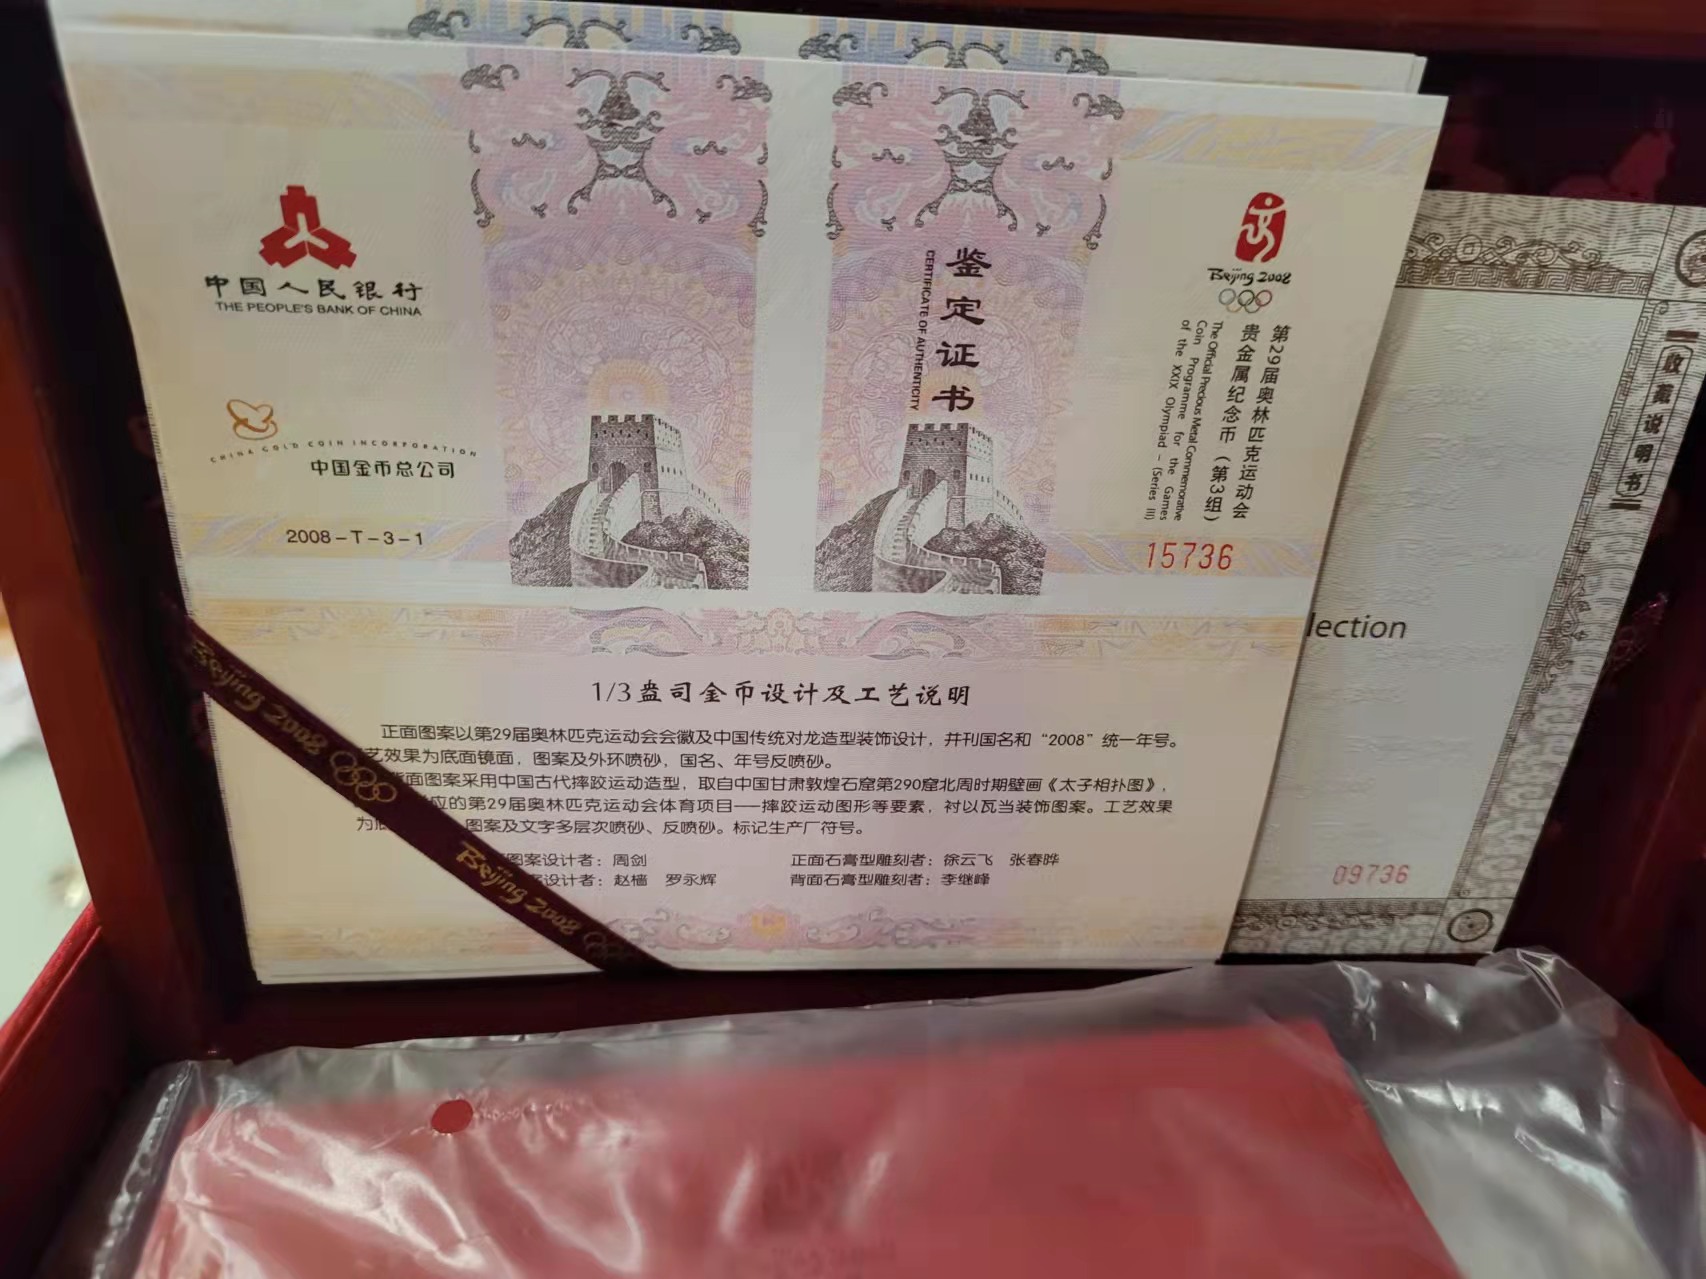 中国人民银行
THE PEOPLE'S BANK OF CHINA
CHINA GOLD COIN INCORPORATION
中国金币总公司
2008-T-3-1
鉴定证书
CERTIFICATE OF AUTHENTICITY
Beijing 2008
第29届奥林匹克运动会
贵金属纪念币（第3组）
The Official Precious Metal Commemorative
Coin Programme for the Games
of the XXIX Olympiad - (Series III)
15736
1/3盎司金币设计及工艺说明
正面图案以第29届奥林匹克运动会会徽及中国传统对龙造型装饰设计，并刊国名和“2008”统一年号。
艺效果为底面镜面，图案及外环喷砂，国名、年号反喷砂。
背面图案采用中国古代摔跤运动造型，取自中国甘肃敦煌石窟第290窟北周时期壁画《太子相扑图》，
应的第29届奥林匹克运动会体育项目——摔跤运动图形等要素，衬以瓦当装饰图案。工艺效果
为底 图案及文字多层次喷砂、反喷砂。标记生产厂符号。
图案设计者：周剑
正面石膏型雕刻者：徐云飞 张春晔
案设计者：赵樯 罗永辉
背面石膏型雕刻者：李继峰
Beijing 2008
Beijing 2008
收藏说明书
lection
09736